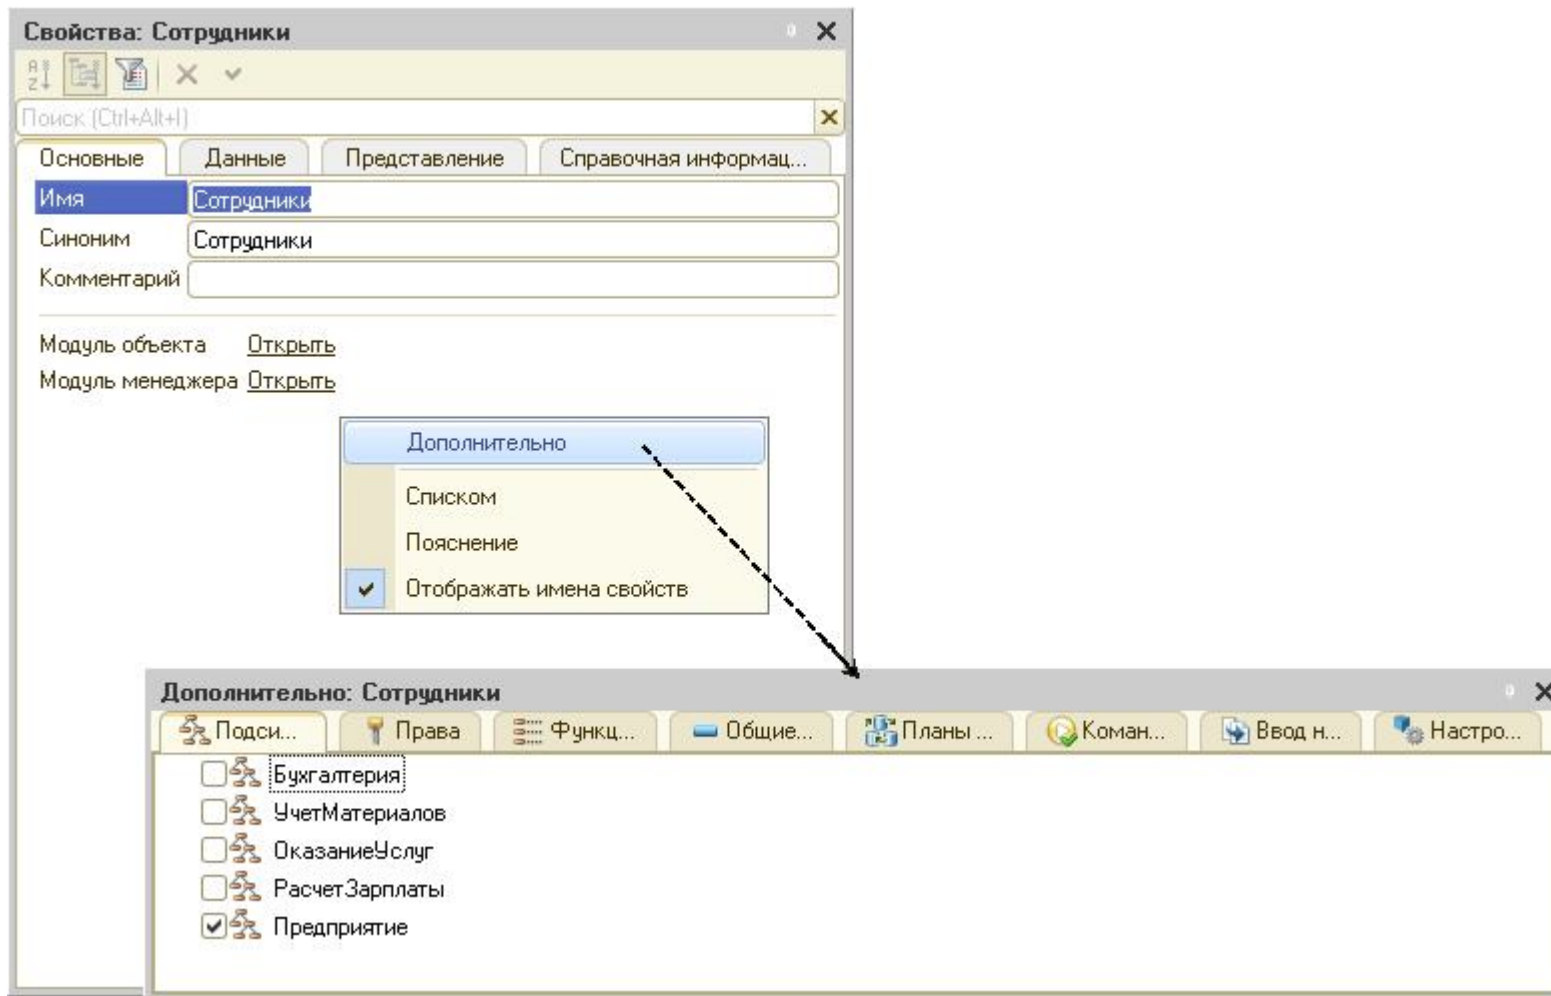 Свойства: Сотрудники
Поиск (Ctrl+Alt+I)
Основные Данные Представление Справочная информац...
Имя Сотрудники
Синоним Сотрудники
Комментарий
Модуль объекта Открыть
Модуль менеджера Открыть
Дополнительно
Списком
Пояснение
Отображать имена свойств
Дополнительно: Сотрудники
Подси... Права Функц... Общие... Планы ... Коман... Ввод н... Настро...
Бухгалтерия
УчетМатериалов
ОказаниеУслуг
РасчетЗарплаты
Предприятие